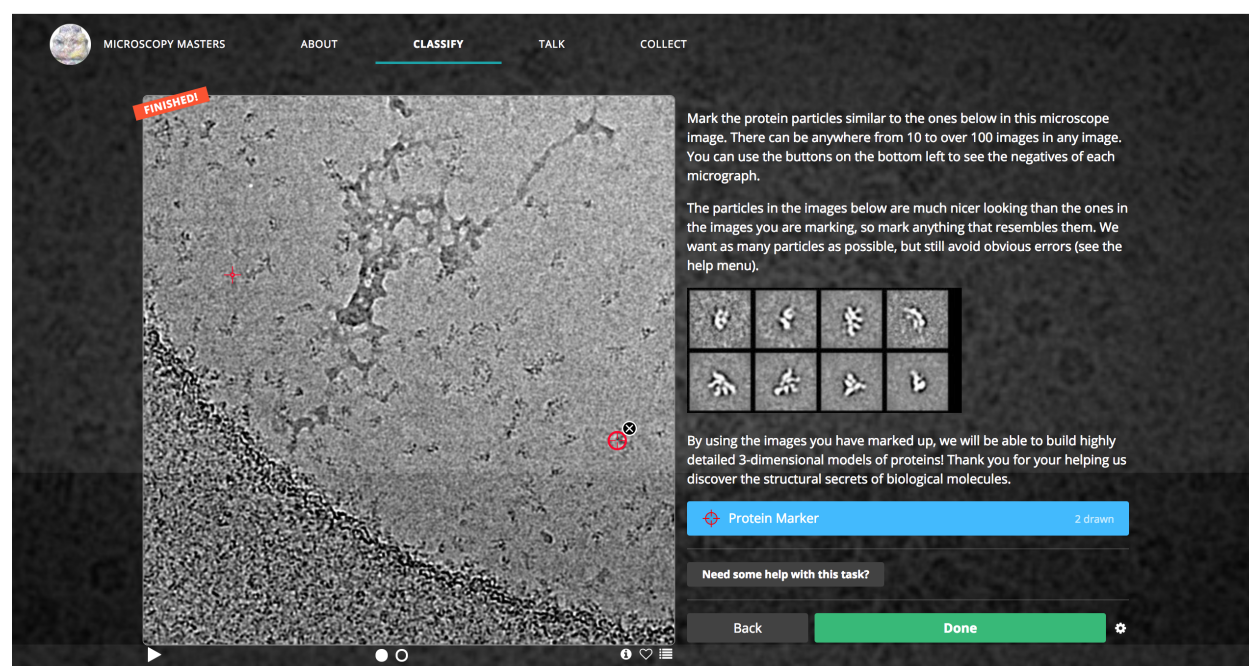 MICROSCOPY MASTERS
ABOUT
CLASSIFY
TALK
COLLECT
FINISHED!
Mark the protein particles similar to the ones below in this microscope
image. There can be anywhere from 10 to over 100 images in any image.
You can use the buttons on the bottom left to see the negatives of each
micrograph.
The particles in the images below are much nicer looking than the ones in
the images you are marking, so mark anything that resembles them. We
want as many particles as possible, but still avoid obvious errors (see the
help menu).
By using the images you have marked up, we will be able to build highly
detailed 3-dimensional models of proteins! Thank you for your helping us
discover the structural secrets of biological molecules.
Protein Marker
2 drawn
Need some help with this task?
Back
Done